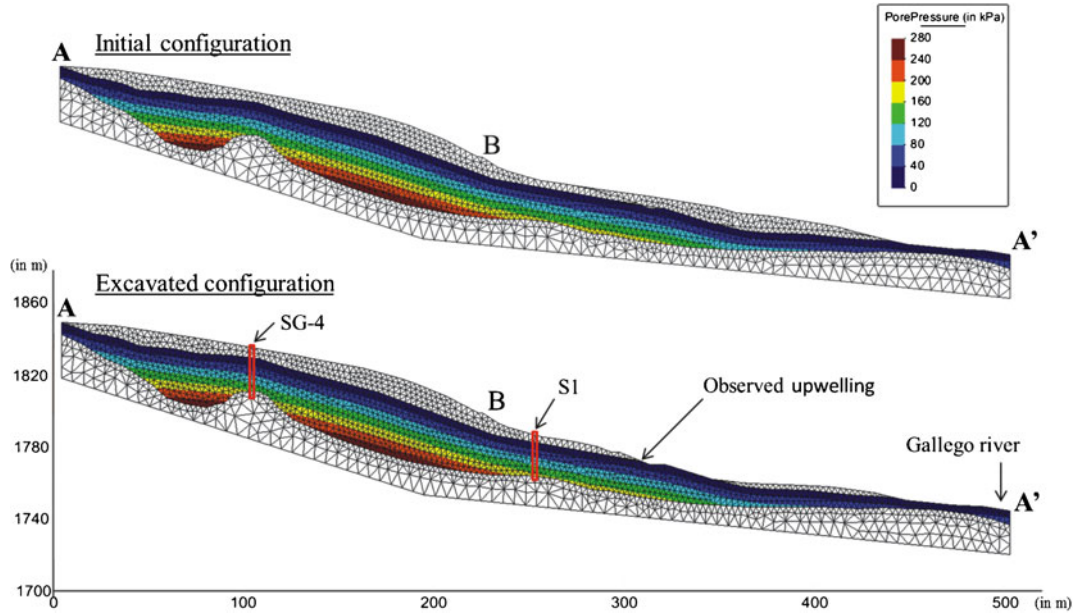 PorePressure (in kPa)
280
240
200
160
120
80
40
0
Initial configuration
A
B
A'
(in m)
Excavated configuration
1860
A
SG-4
1820
B
S1
Observed upwelling
1780
Gallego river
A'
1740
1700
0
100
200
300
400
500
(in m)